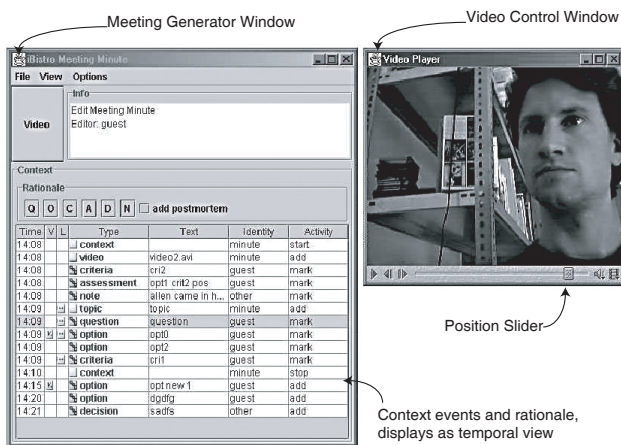 Meeting Generator Window
Video Control Window
iBistro Meeting Minute
Video Player
File View Options
Info
Edit Meeting Minute
Editor: guest
Video
Context
Rationale
Q O C A D N add postmortem
Time V L Type Text Identity Activity
14:08 context minute start
14:08 video video2.avi minute add
14:08 criteria cri2 guest mark
14:08 assessment opt1 crit2 pos guest mark
14:08 note allen came in h... other mark
14:09 topic topic minute add
14:09 question question guest mark
14:09 option opt0 guest mark
14:09 option opt2 guest mark
14:09 criteria crit1 guest mark
14:10 context minute stop
14:15 option opt new 1 guest add
14:20 option dgdfg guest add
14:21 decision sadfs other add
Position Slider
Context events and rationale,
displays as temporal view